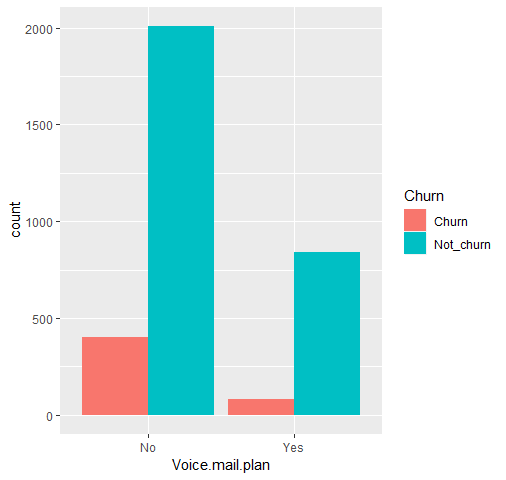 2000
1500
1000
500
0
count
No
Yes
Voice.mail.plan
Churn
Churn
Not_churn